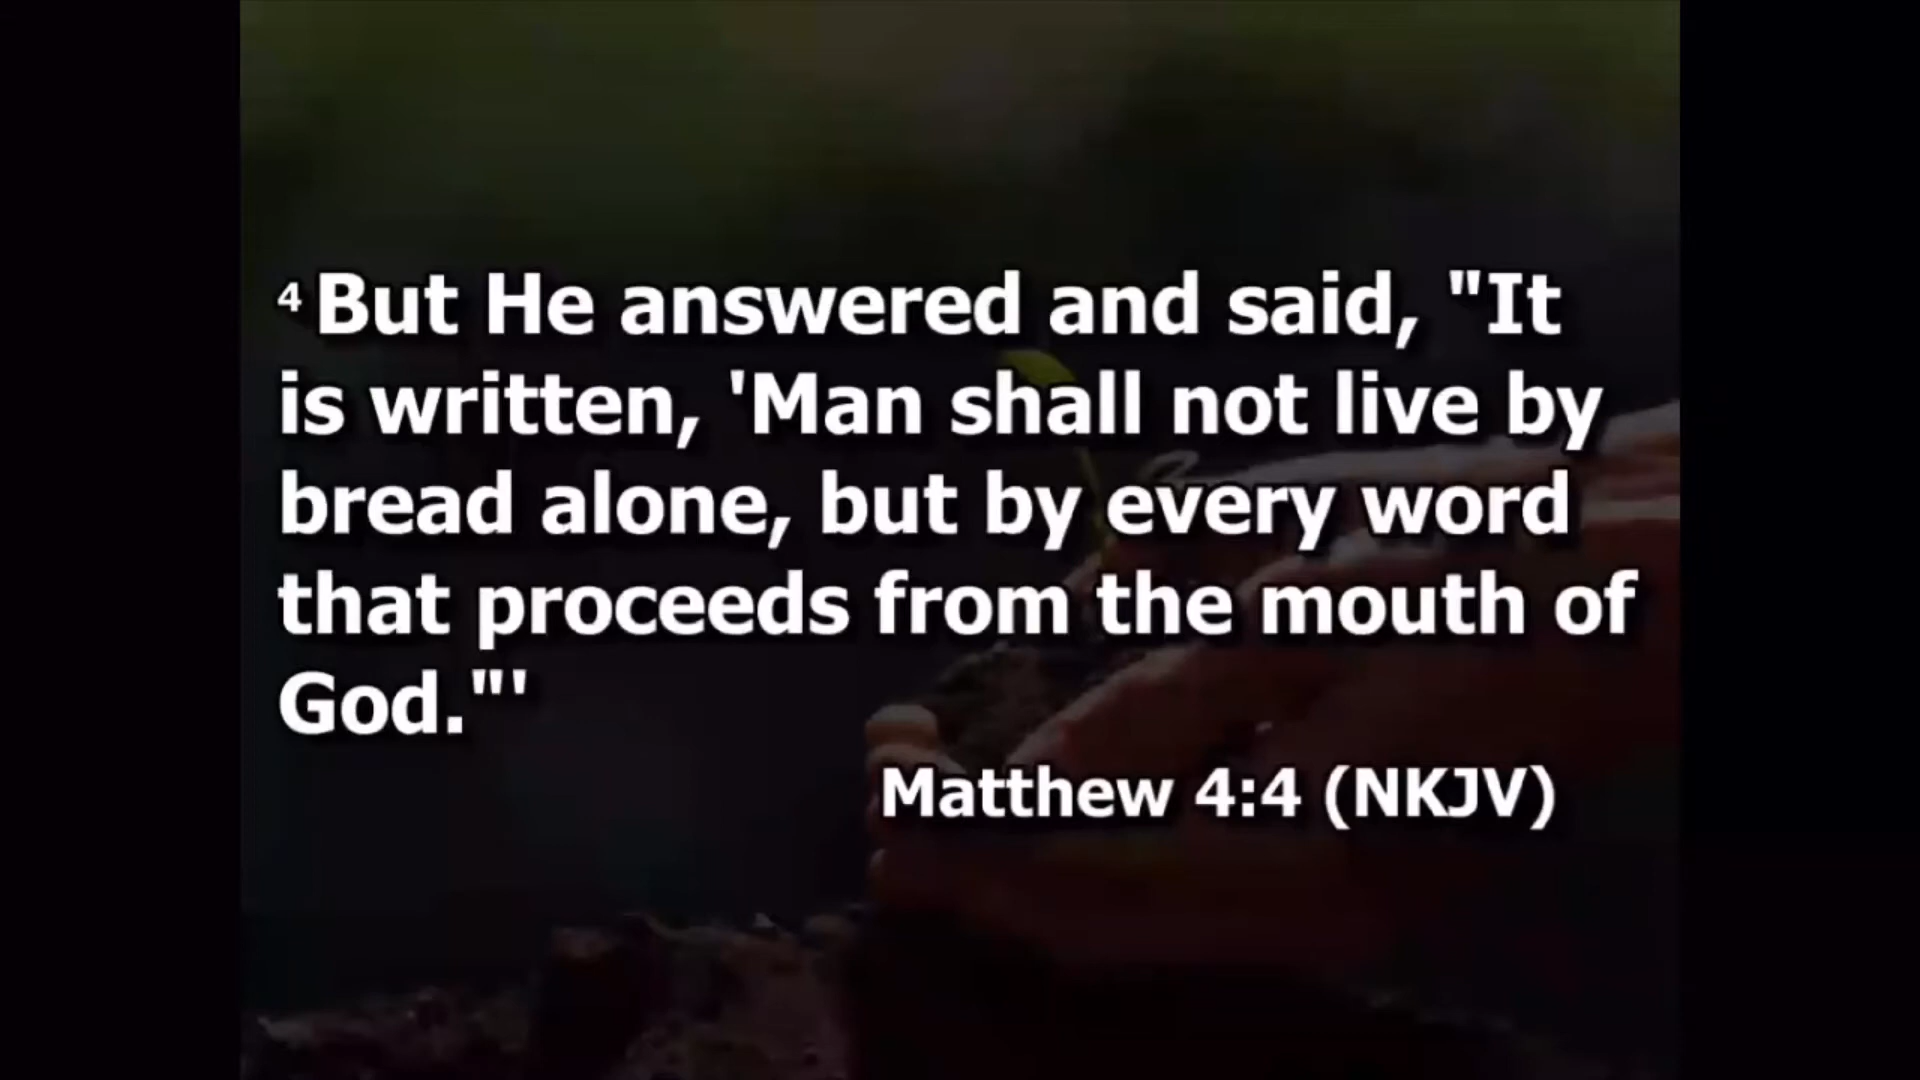 4 But He answered and said, "It
is written, 'Man shall not live by
bread alone, but by every word
that proceeds from the mouth of
God."'
Matthew 4:4 (NKJV)